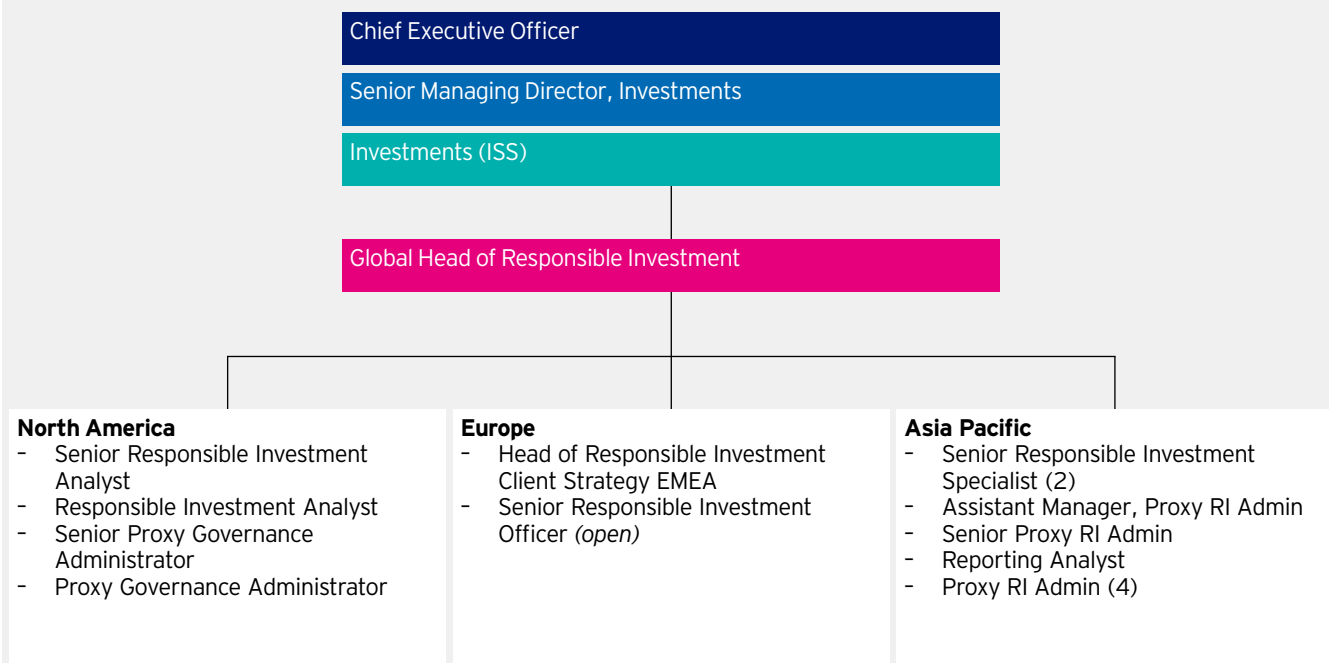 Chief Executive Officer
Senior Managing Director, Investments
Investments (ISS)
Global Head of Responsible Investment
North America
- Senior Responsible Investment
Analyst
- Responsible Investment Analyst
- Senior Proxy Governance
Administrator
- Proxy Governance Administrator
Europe
- Head of Responsible Investment
Client Strategy EMEA
- Senior Responsible Investment
Officer (open)
Asia Pacific
- Senior Responsible Investment
Specialist (2)
- Assistant Manager, Proxy RI Admin
- Senior Proxy RI Admin
- Reporting Analyst
- Proxy RI Admin (4)